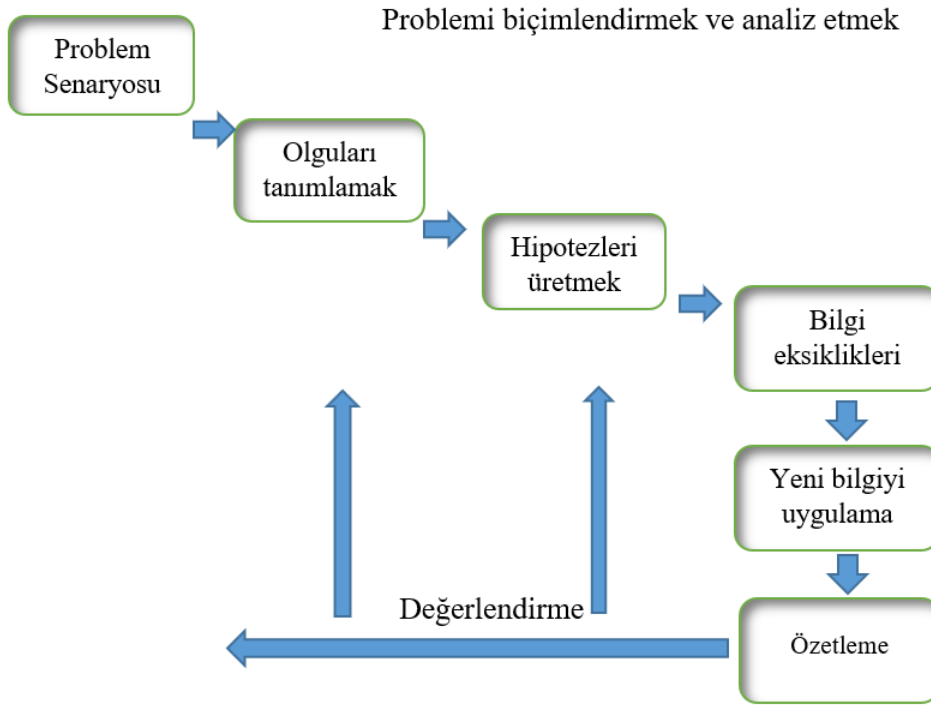 Problemi biçimlendirmek ve analiz etmek
Problem
Senaryosu
Olguları
tanımlamak
Hipotezleri
üretmek
Bilgi
eksiklikleri
Yeni bilgiyi
uygulama
Değerlendirme
Özetleme